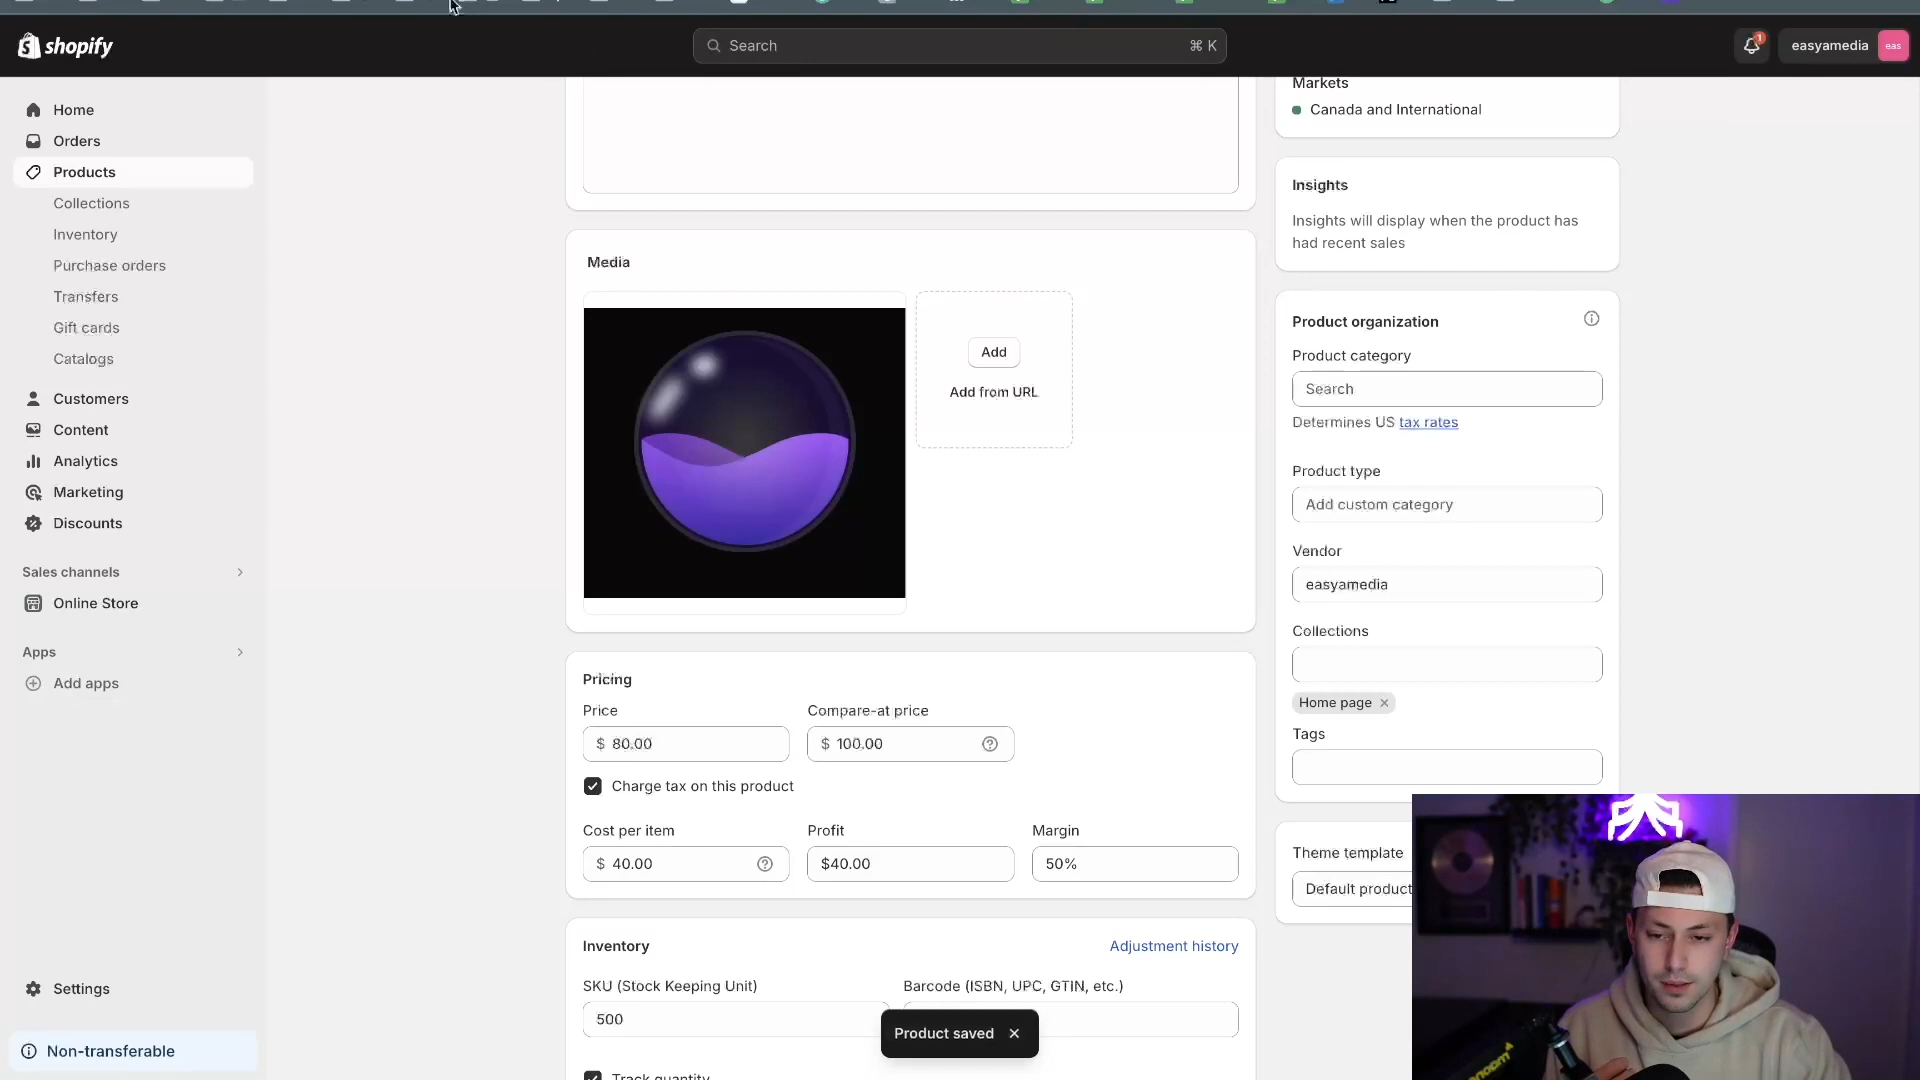 shopify
Search
⌘ K
1
easyamedia
eas
Home
Orders
Products
Collections
Inventory
Purchase orders
Transfers
Gift cards
Catalogs
Customers
Content
Analytics
Marketing
Discounts
Sales channels
Online Store
Apps
Add apps
Settings
Non-transferable
Media
Add
Add from URL
Pricing
Price
Compare-at price
$ 80.00
$ 100.00
Charge tax on this product
Cost per item
Profit
Margin
$ 40.00
$40.00
50%
Inventory
Adjustment history
SKU (Stock Keeping Unit)
Barcode (ISBN, UPC, GTIN, etc.)
500
Product saved
Track quantity
Markets
Canada and International
Insights
Insights will display when the product has
had recent sales
Product organization
Product category
Search
Determines US tax rates
Product type
Add custom category
Vendor
easyamedia
Collections
Home page
Tags
Theme template
Default product